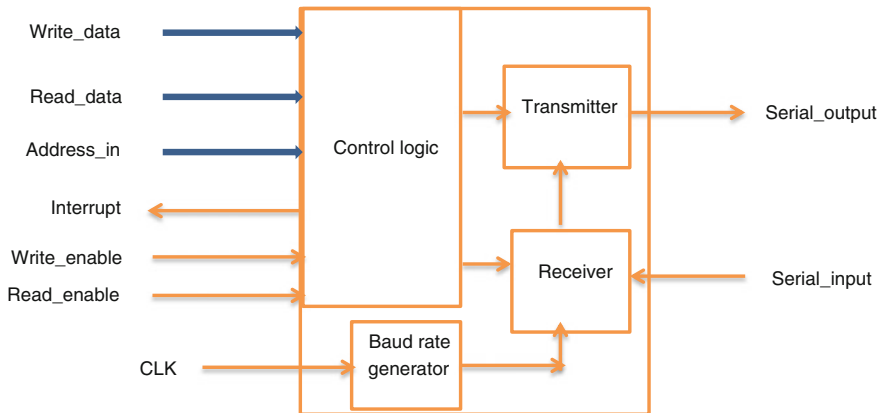 Write_data
Read_data
Address_in
Interrupt
Write_enable
Read_enable
CLK
Control logic
Transmitter
Receiver
Baud rate
generator
Serial_output
Serial_input